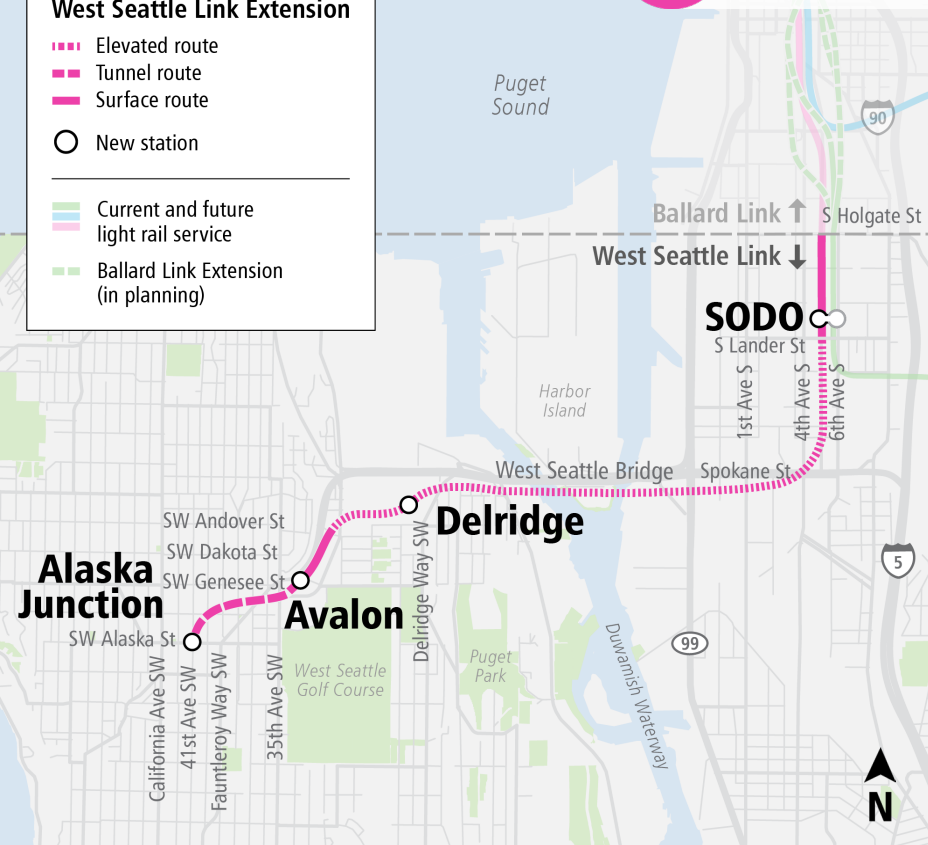 West Seattle Link Extension
Elevated route
Tunnel route
Surface route
New station
Current and future
light rail service
Ballard Link Extension
(in planning)
Puget
Sound
90
Ballard Link ↑
S Holgate St
West Seattle Link ↓
SODO
S Lander St
Harbor
Island
1st Ave S
4th Ave S
6th Ave S
West Seattle Bridge
Spokane St
SW Andover St
Delridge
SW Dakota St
5
Alaska
Junction
SW Genesee St
Avalon
Delridge Way SW
SW Alaska St
99
Duwamish Waterway
West Seattle
Golf Course
Puget
Park
California Ave SW
41st Ave SW
Fauntleroy Way SW
35th Ave SW
N